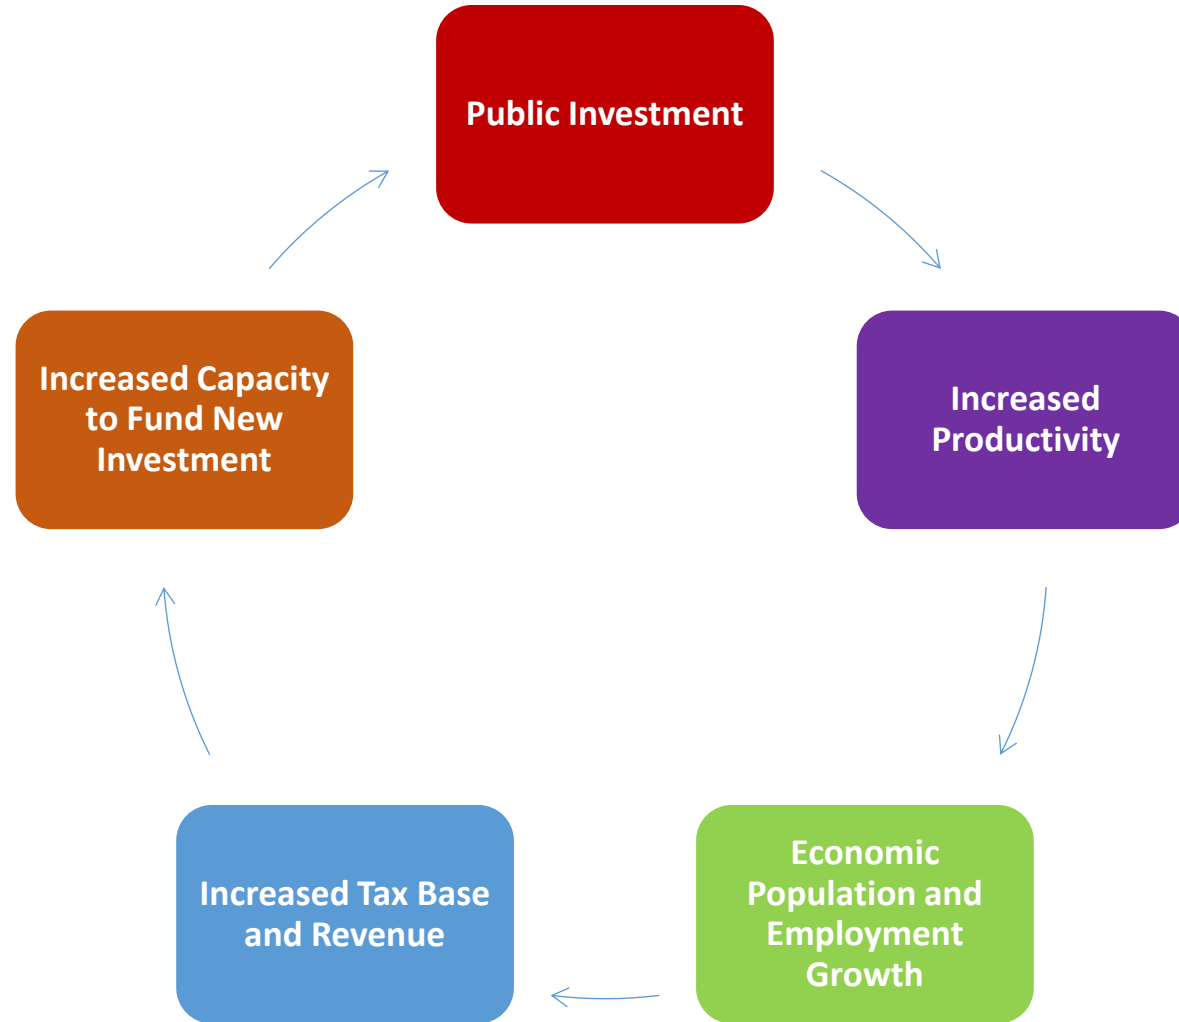 Public Investment
Increased
Productivity
Economic
Population and
Employment
Growth
Increased Tax Base
and Revenue
Increased Capacity
to Fund New
Investment